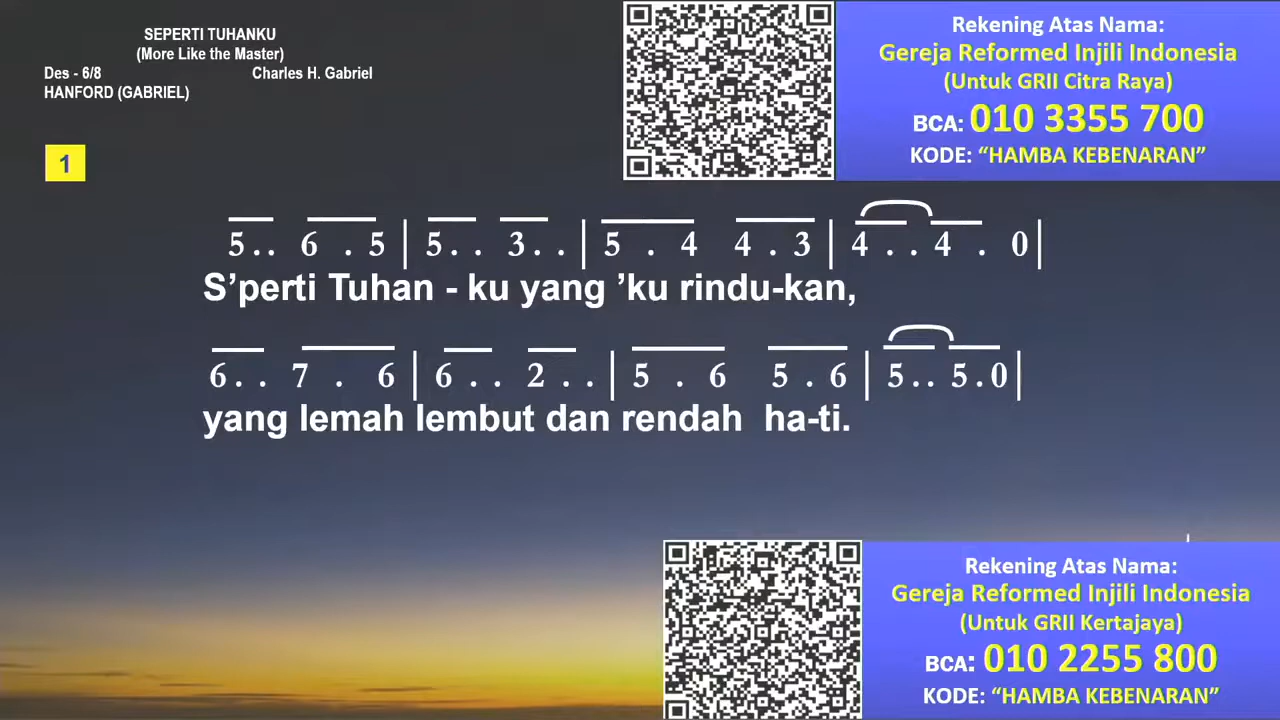 SEPERTI TUHANKU
(More Like the Master)
Des - 6/8 Charles H. Gabriel
HANFORD (GABRIEL)
1
Rekening Atas Nama:
Gereja Reformed Injili Indonesia
(Untuk GRII Citra Raya)
BCA: 010 3355 700
KODE: “HAMBA KEBENARAN”
5 . . 6 . 5 | 5 . . 3 . . | 5 . 4 4 . 3 | 4 . . 4 . 0 |
S’perti Tuhan - ku yang ’ku rindu-kan,
6 . . 7 . 6 | 6 . . 2 . . | 5 . 6 5 . 6 | 5 . . 5 . 0 |
yang lemah lembut dan rendah ha-ti.
Rekening Atas Nama:
Gereja Reformed Injili Indonesia
(Untuk GRII Kertajaya)
BCA: 010 2255 800
KODE: “HAMBA KEBENARAN”